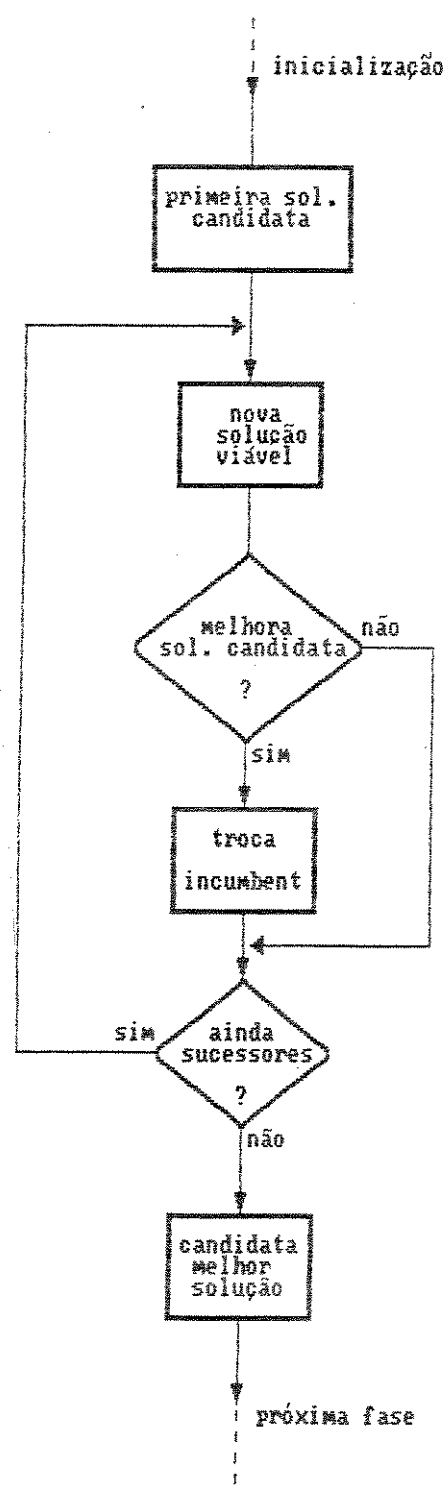 inicialização
primeira sol.
candidata
nova
solução
viável
melhora
sol. candidata
?
não
sim
troca
incumbent
sim
ainda
sucessores
?
não
candidata
melhor
solução
próxima fase